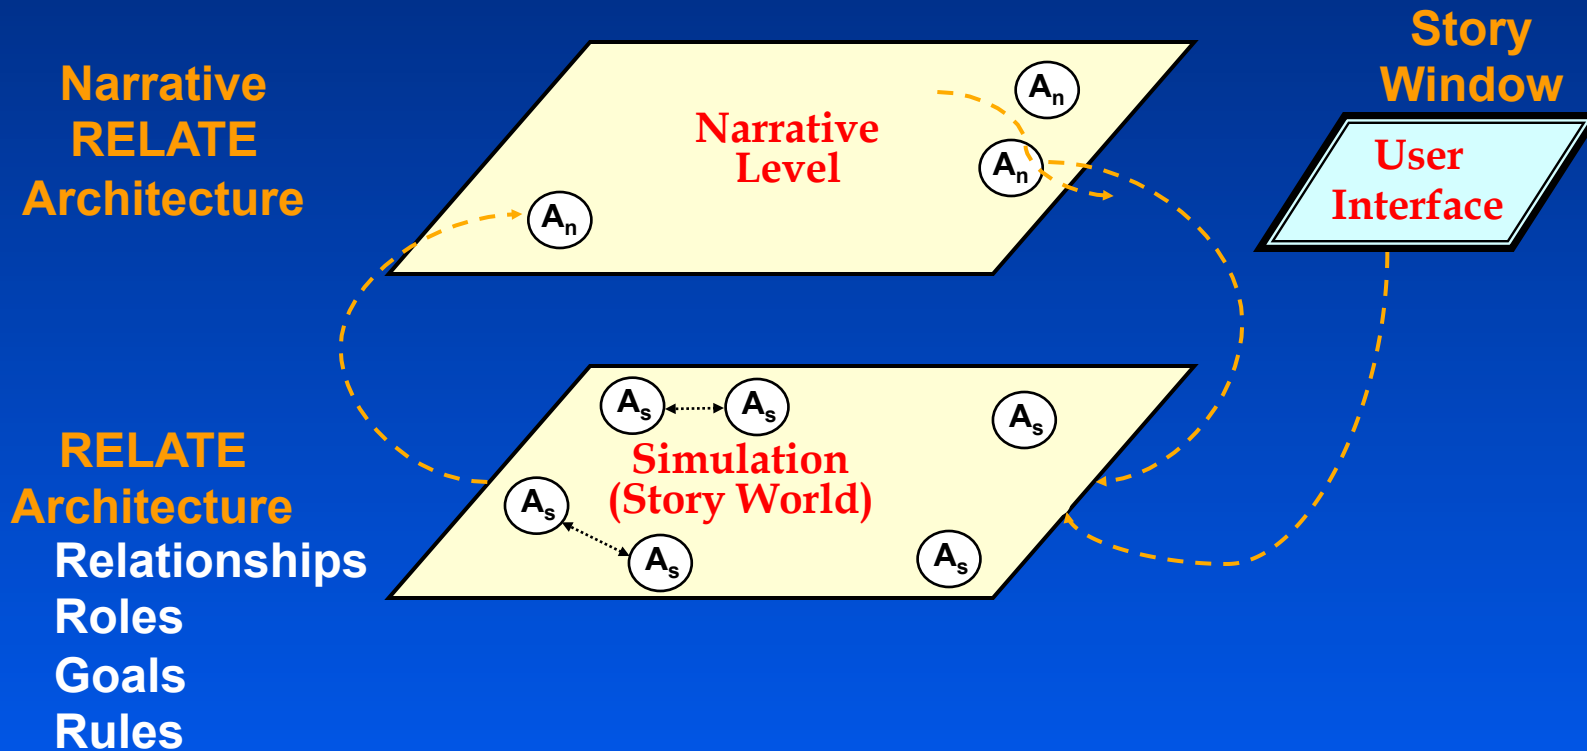 Narrative
RELATE
Architecture
Narrative
Level
Aₙ
Aₙ
Aₙ
Story
Window
User
Interface
RELATE
Architecture
Relationships
Roles
Goals
Rules
Aₛ
Aₛ
Aₛ
Simulation
(Story World)
Aₛ
Aₛ
Aₛ